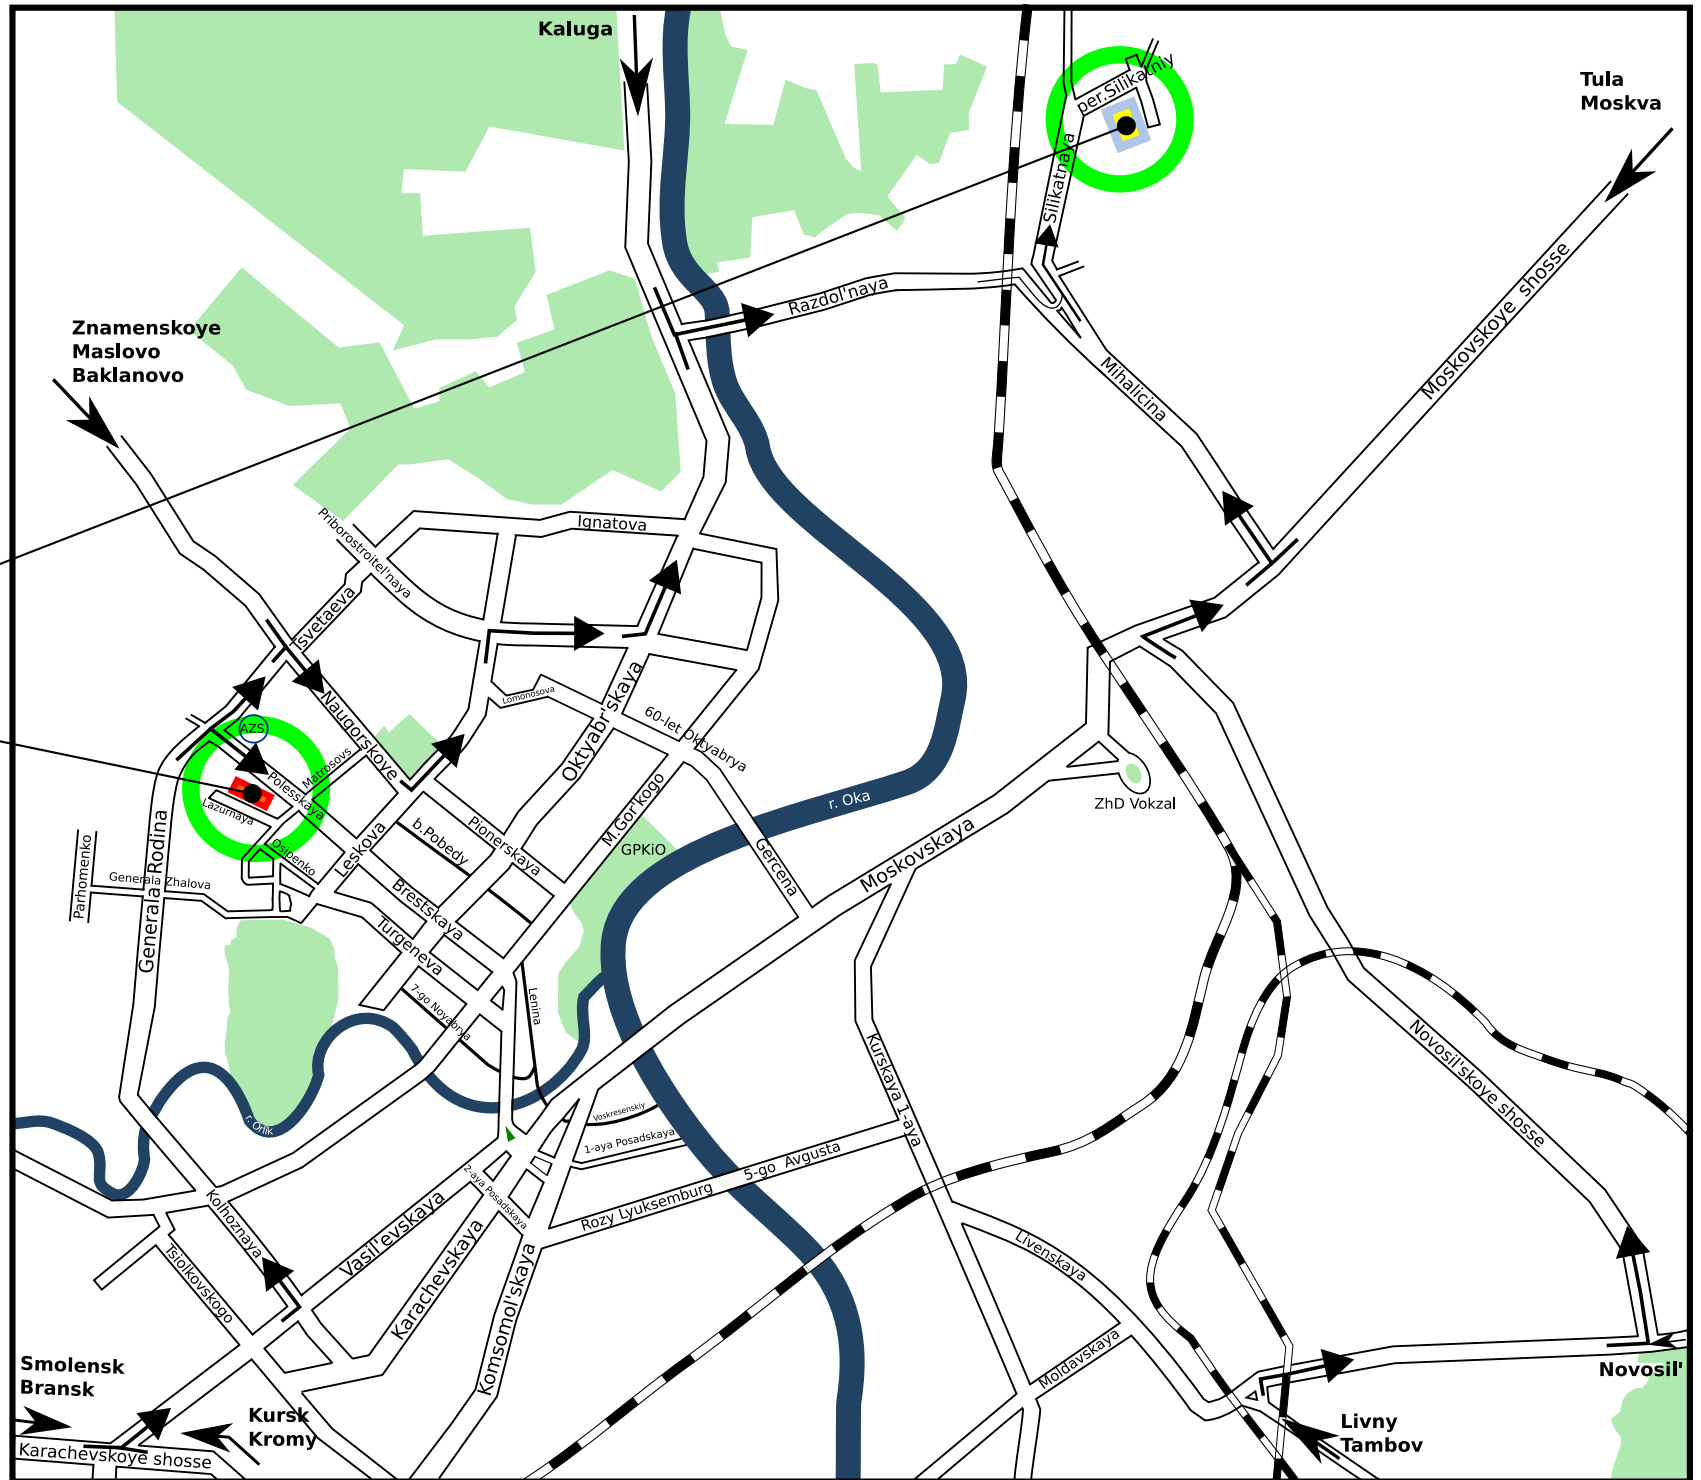 Kaluga
per.Silikatniy
Tula
Moskva
Silikatnaya
Razdol'naya
Moskovskoye shosse
Znamenskoye
Maslovo
Baklanovo
Mihalicina
Priborostroitel'naya
Ignatova
Tsvetaeva
Naugorskoye
Lomonosova
Oktyabr'skaya
60-let Oktyabrya
AZS
Matrosovs
Polesskaya
Lazurnaya
r. Oka
ZhD Vokzal
M.Gor'kogo
Pionerskaya
b.Pobedy
GPKiO
Gercena
Moskovskaya
Leskova
Osipenko
Parhomenko
Generala Zhalova
Generala Rodina
Brestskaya
Turgeneva
7-go Noyabrya
Lenina
Kurskaya 1-aya
Novosil'skoye shosse
r. Orlik
Voskresenskiy
1-aya Posadskaya
2-aya Posadskaya
5-go Avgusta
Rozy Lyuksemburg
Kolhoznaya
Tsiolkovskogo
Vasil'evskaya
Karachevskaya
Komsomol'skaya
Livenskaya
Moldavskaya
Smolensk
Bransk
Kursk
Kromy
Karachevskoye shosse
Novosil'
Livny
Tambov